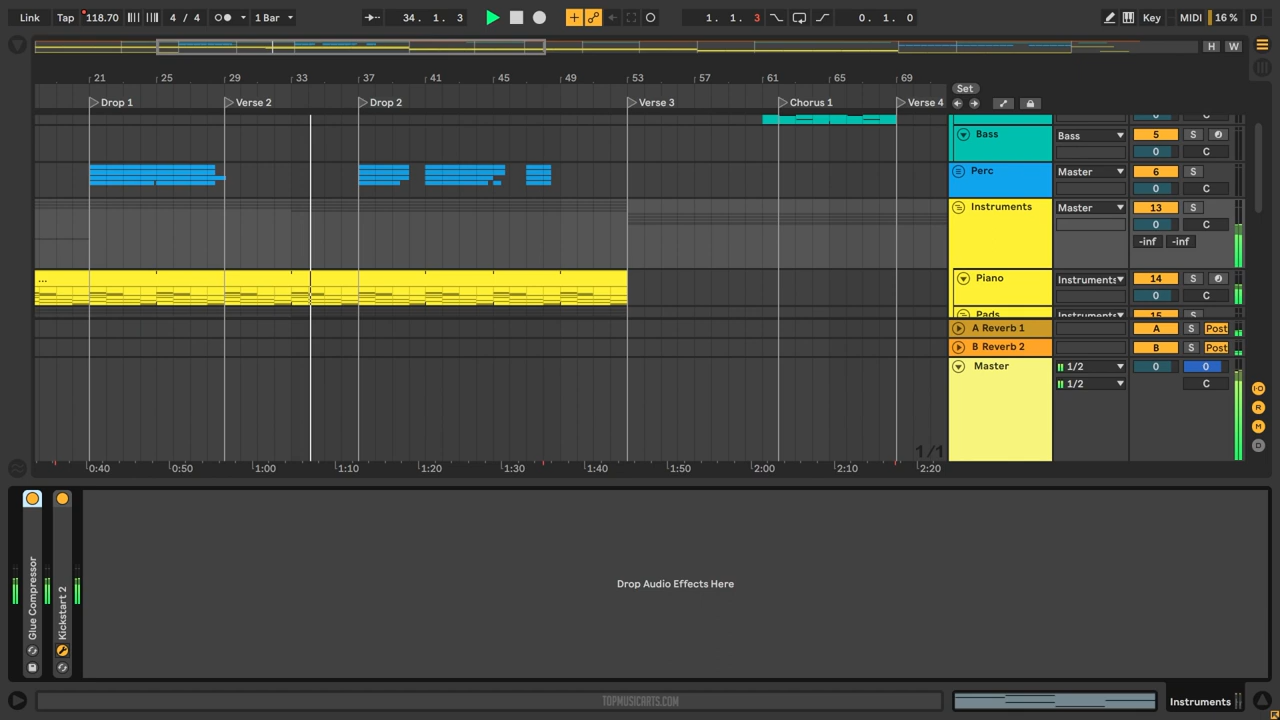 Link Tap 118.70 4 / 4 1 Bar 34. 1. 3 1. 1. 3 0. 1. 0 Key MIDI 16 % D
H W
21 25 29 33 37 41 45 49 53 57 61 65 69
Set
Drop 1 Verse 2 Drop 2 Verse 3 Chorus 1 Verse 4
0 C
Bass Bass 5 S
0 C
Perc Master 6 S
0 C
Instruments Master 13 S
0 C
-inf -inf
...
Piano Instruments 14 S
0 C
Pads Instruments 15 S
A Reverb 1 A S Post
B Reverb 2 B S Post
Master 1/2 0 0
1/2 C
I·O
R
M
D
1/1
0:40 0:50 1:00 1:10 1:20 1:30 1:40 1:50 2:00 2:10 2:20
Glue Compressor
Kickstart 2
Drop Audio Effects Here
TOPMUSICARTS.COM
Instruments